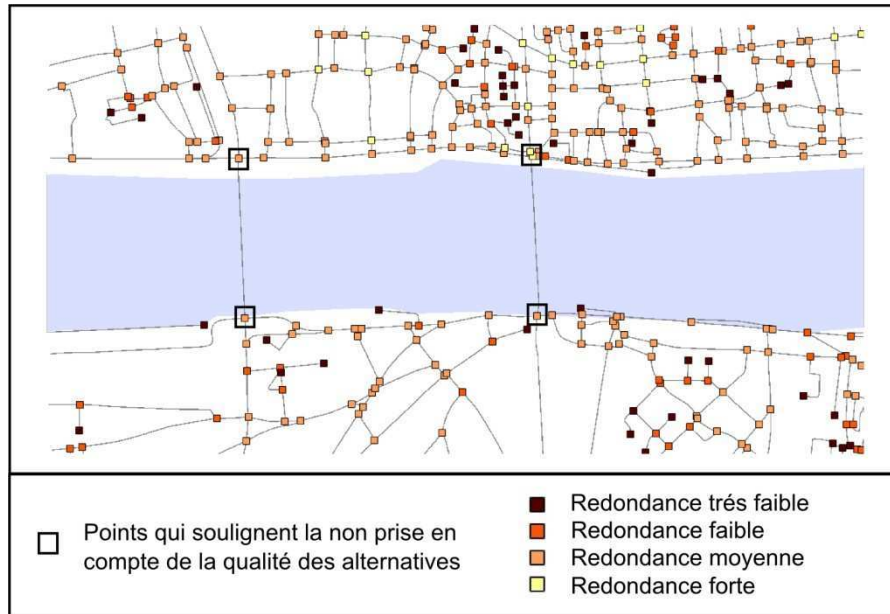 Points qui soulignent la non prise en
compte de la qualité des alternatives
Redondance trés faible
Redondance faible
Redondance moyenne
Redondance forte